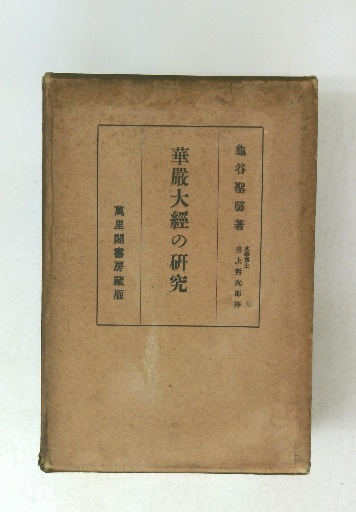 龜谷聖馨著
文學博士
井上哲次郎序
華嚴大經の研究
萬里閣書房藏版